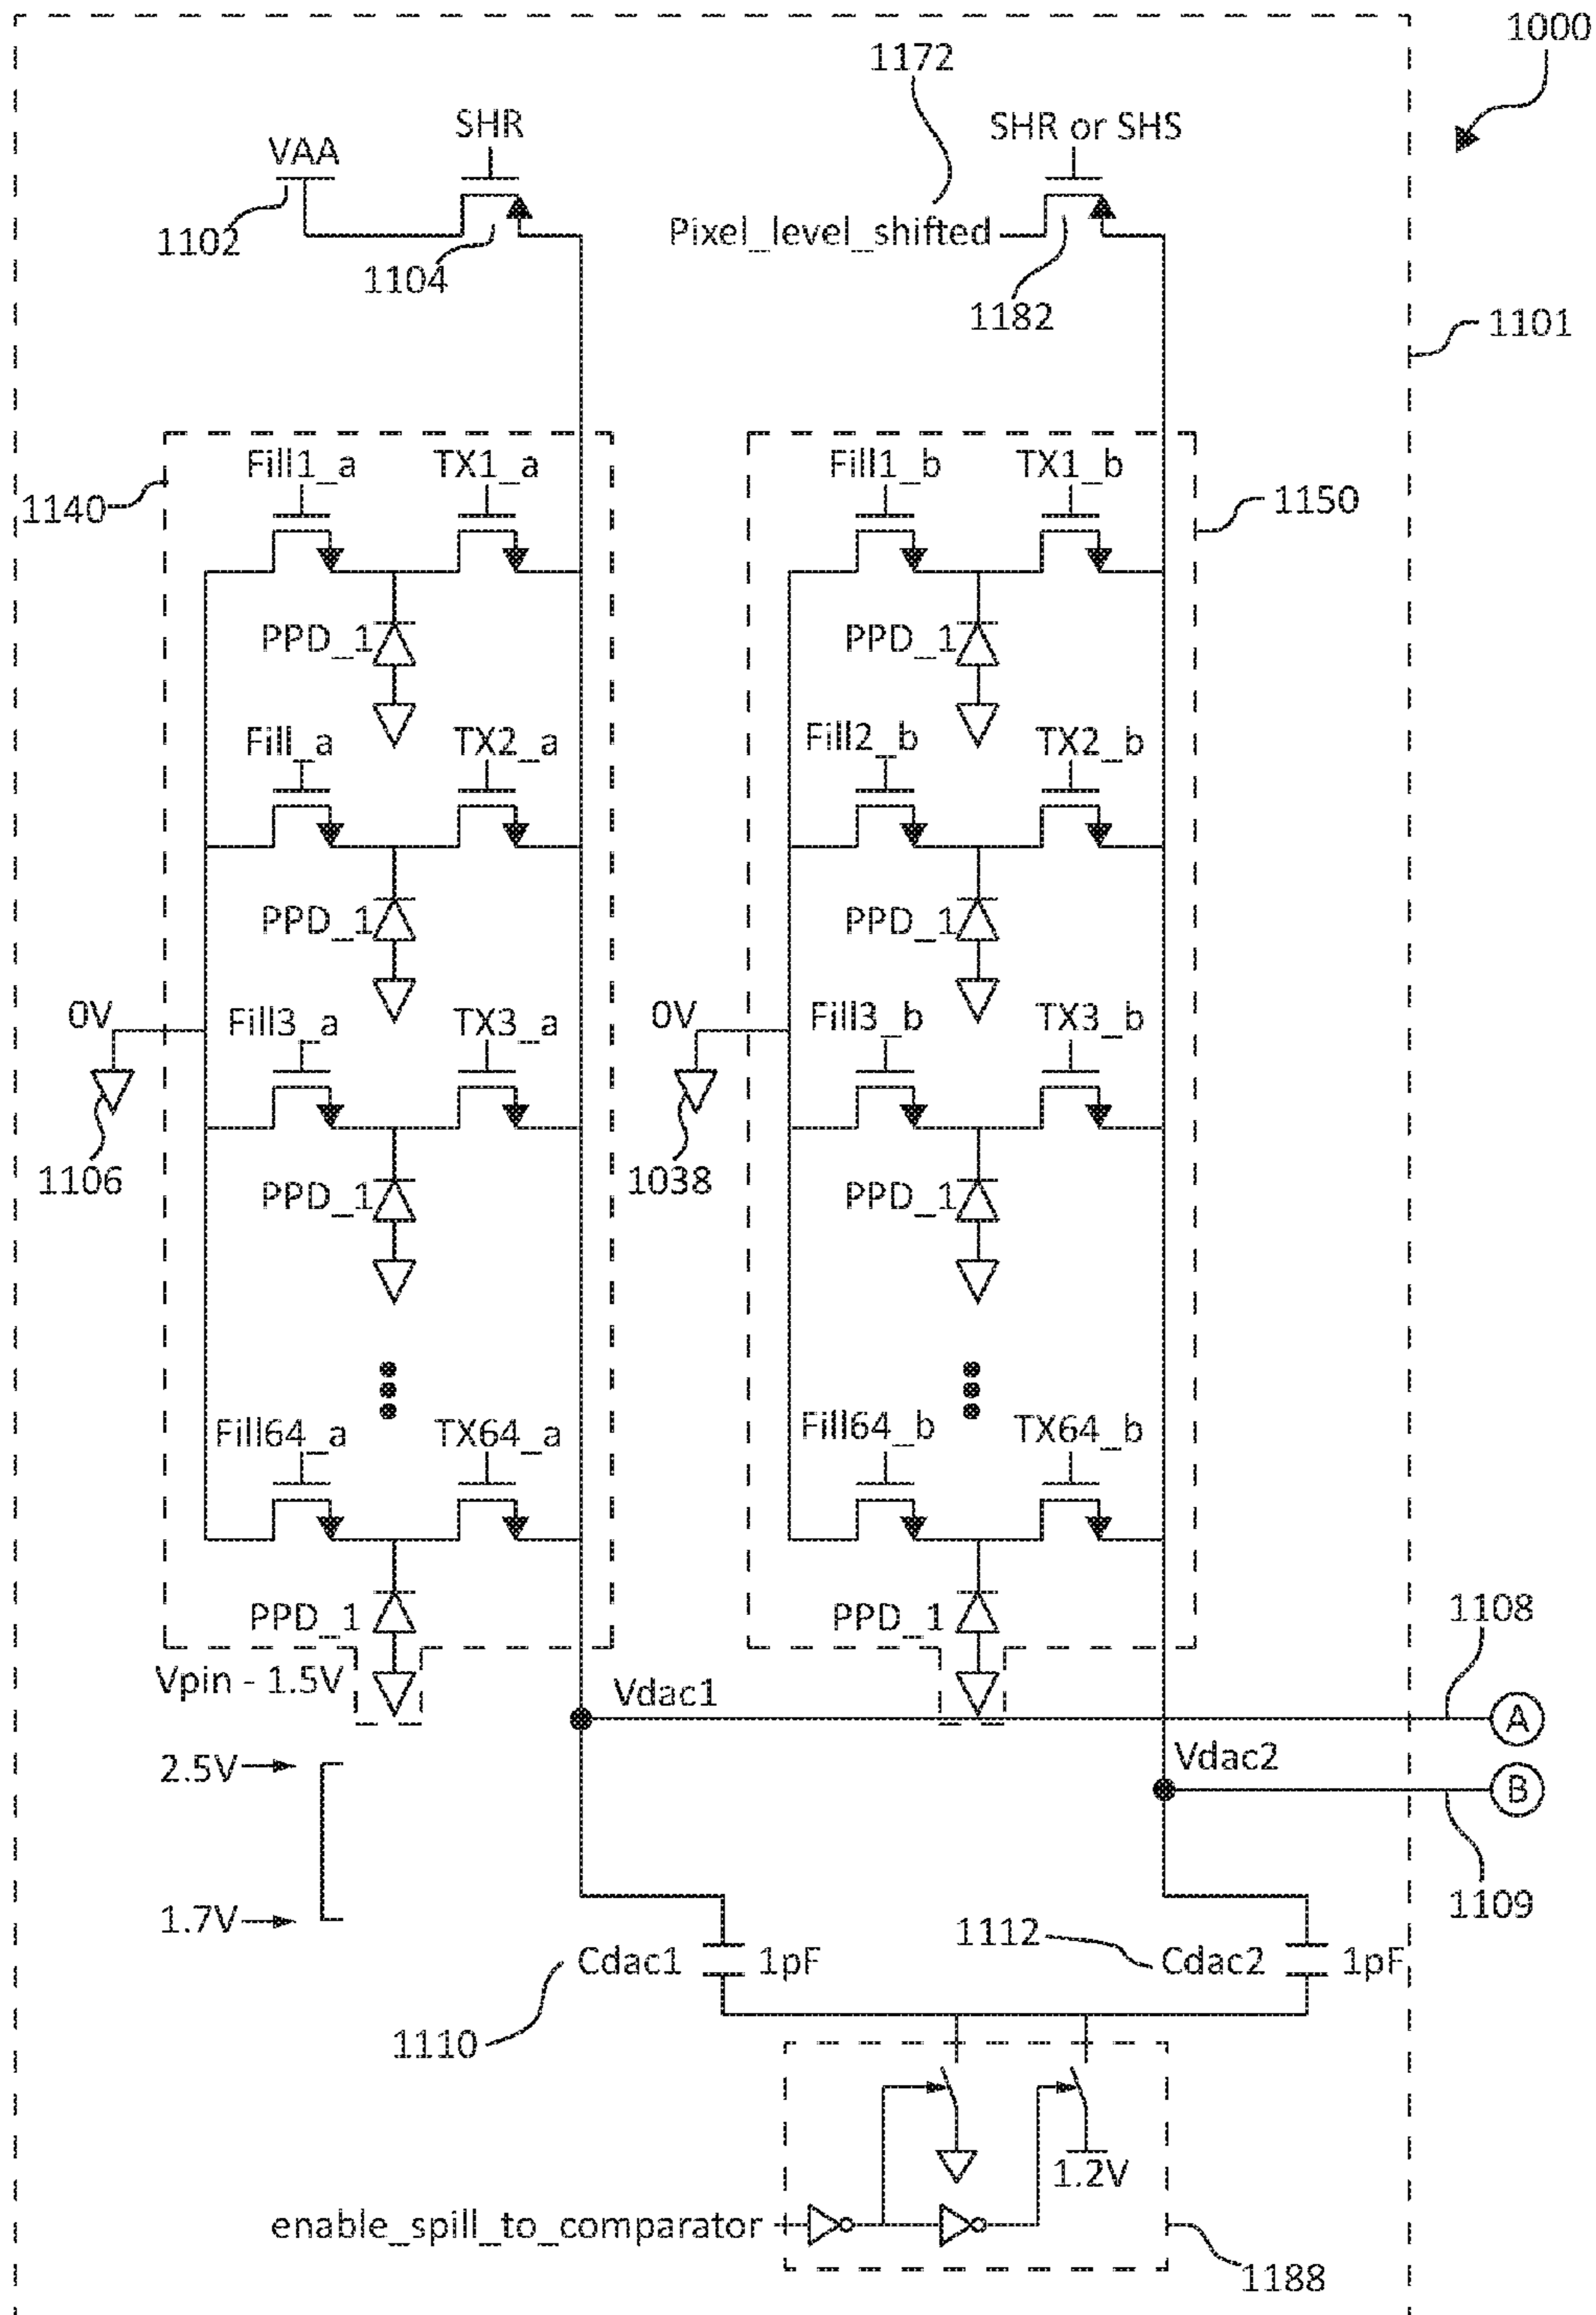 1000
1172
SHR
SHR or SHS
VAA
1102
1104
Pixel_level_shifted
1182
1101
Fill1_a
TX1_a
Fill1_b
TX1_b
1140
1150
PPD_1
PPD_1
Fill_a
TX2_a
Fill2_b
TX2_b
PPD_1
PPD_1
0V
Fill3_a
TX3_a
0V
Fill3_b
TX3_b
1106
PPD_1
1038
PPD_1
Fill64_a
TX64_a
Fill64_b
TX64_b
PPD_1
PPD_1
1108
Vpin - 1.5V
Vdac1
A
2.5V
Vdac2
B
1.7V
1109
1112
Cdac1
1pF
Cdac2
1pF
1110
1.2V
enable_spill_to_comparator
1188